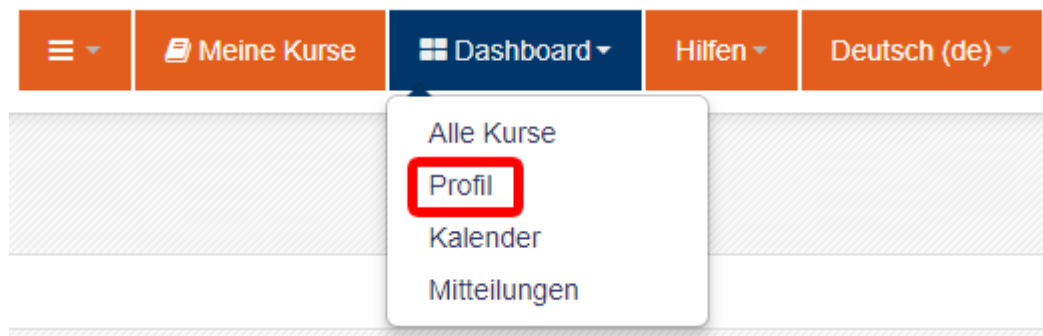 Meine Kurse Dashboard Hilfen Deutsch (de)
Alle Kurse
Profil
Kalender
Mitteilungen